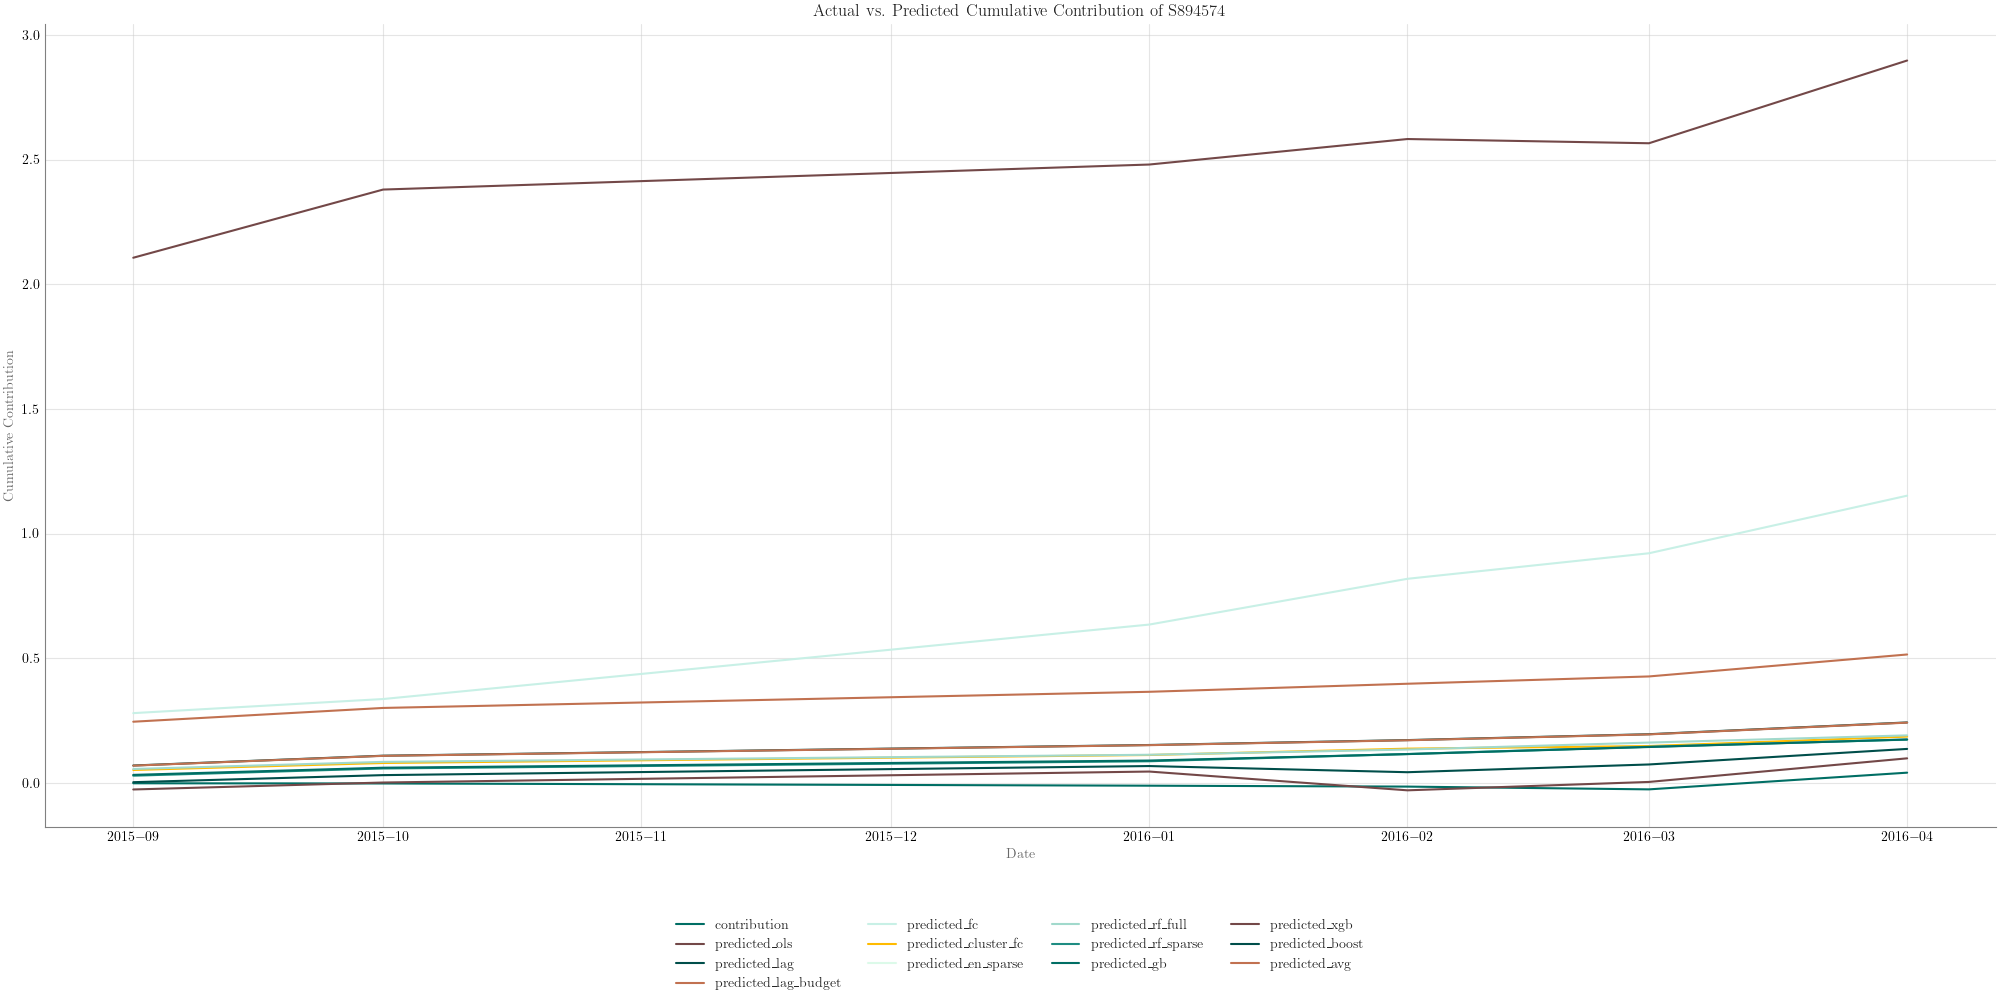 Actual vs. Predicted Cumulative Contribution of S894574
3.0
2.5
2.0
1.5
1.0
0.5
0.0
Cumulative Contribution
2015−09 2015−10 2015−11 2015−12 2016−01 2016−02 2016−03 2016−04
Date
contribution predicted_fc predicted_rf_full predicted_xgb
predicted_ols predicted_cluster_fc predicted_rf_sparse predicted_boost
predicted_lag predicted_en_sparse predicted_gb predicted_avg
predicted_lag_budget